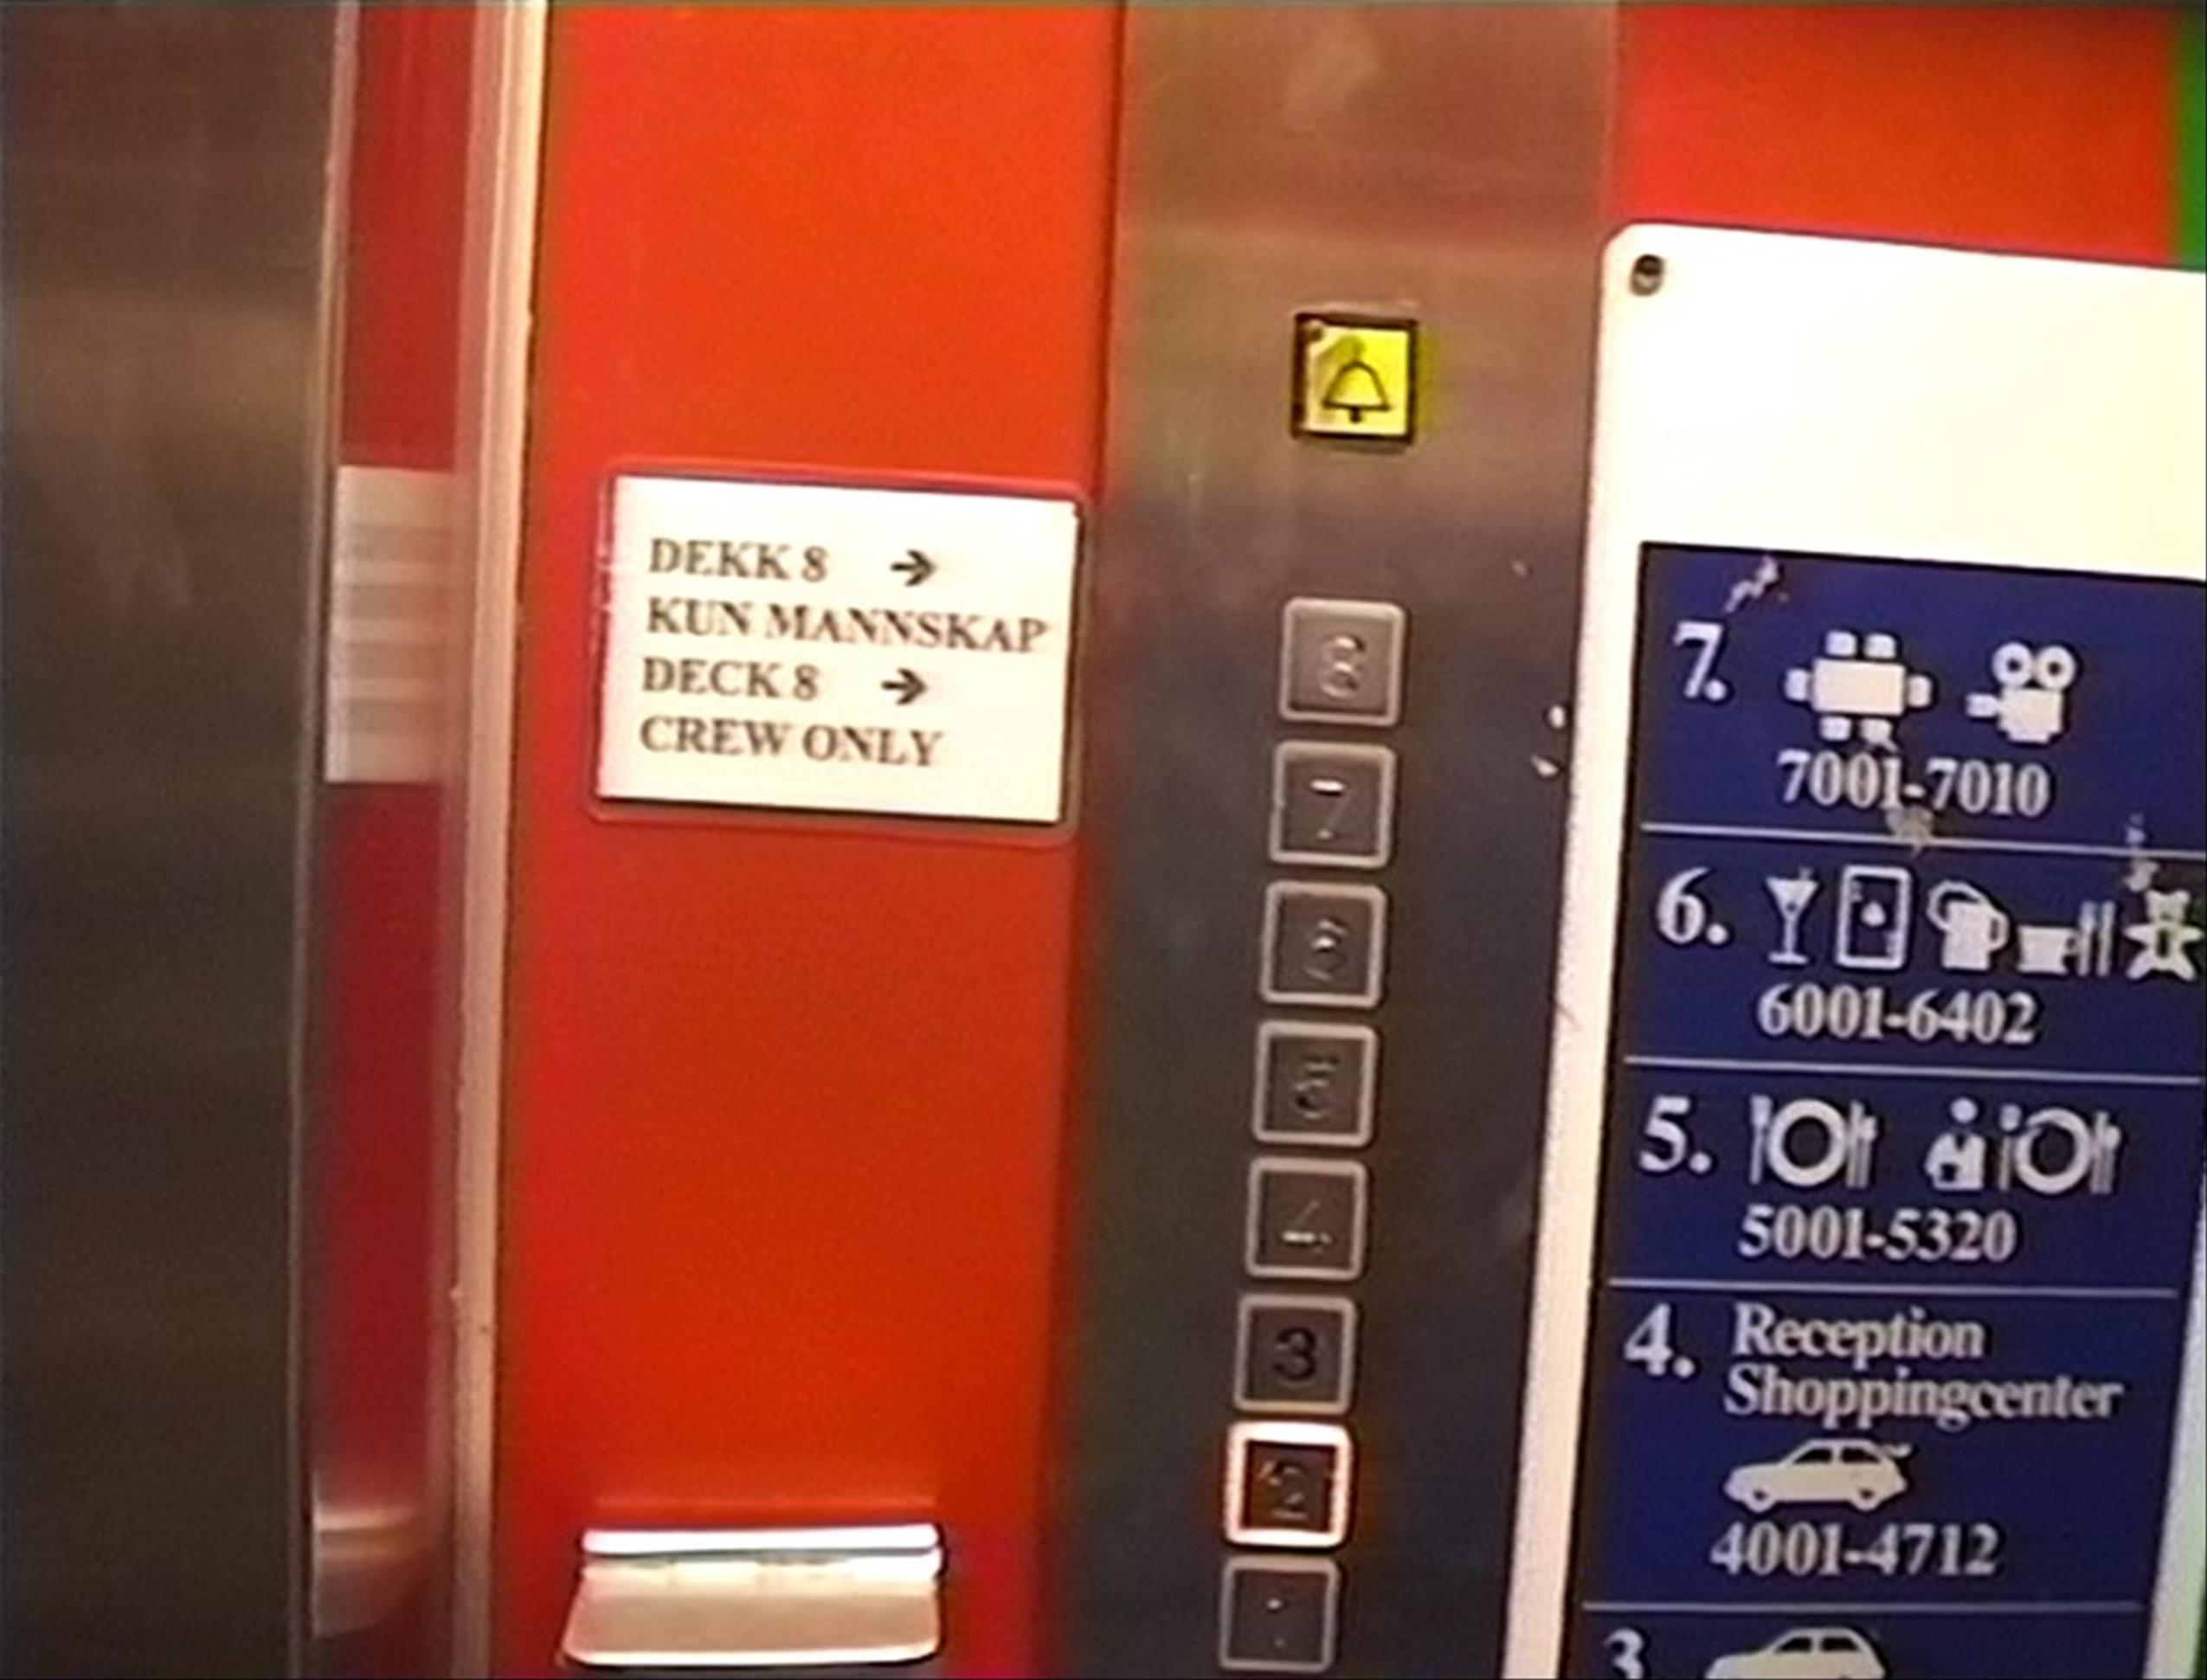 DEKK 8 →
KUN MANNSKAP
DECK 8 →
CREW ONLY
8
7
6
5
4
3
2
1
7.
7001-7010
6.
6001-6402
5.
5001-5320
4. Reception
Shoppingcenter
4001-4712
3